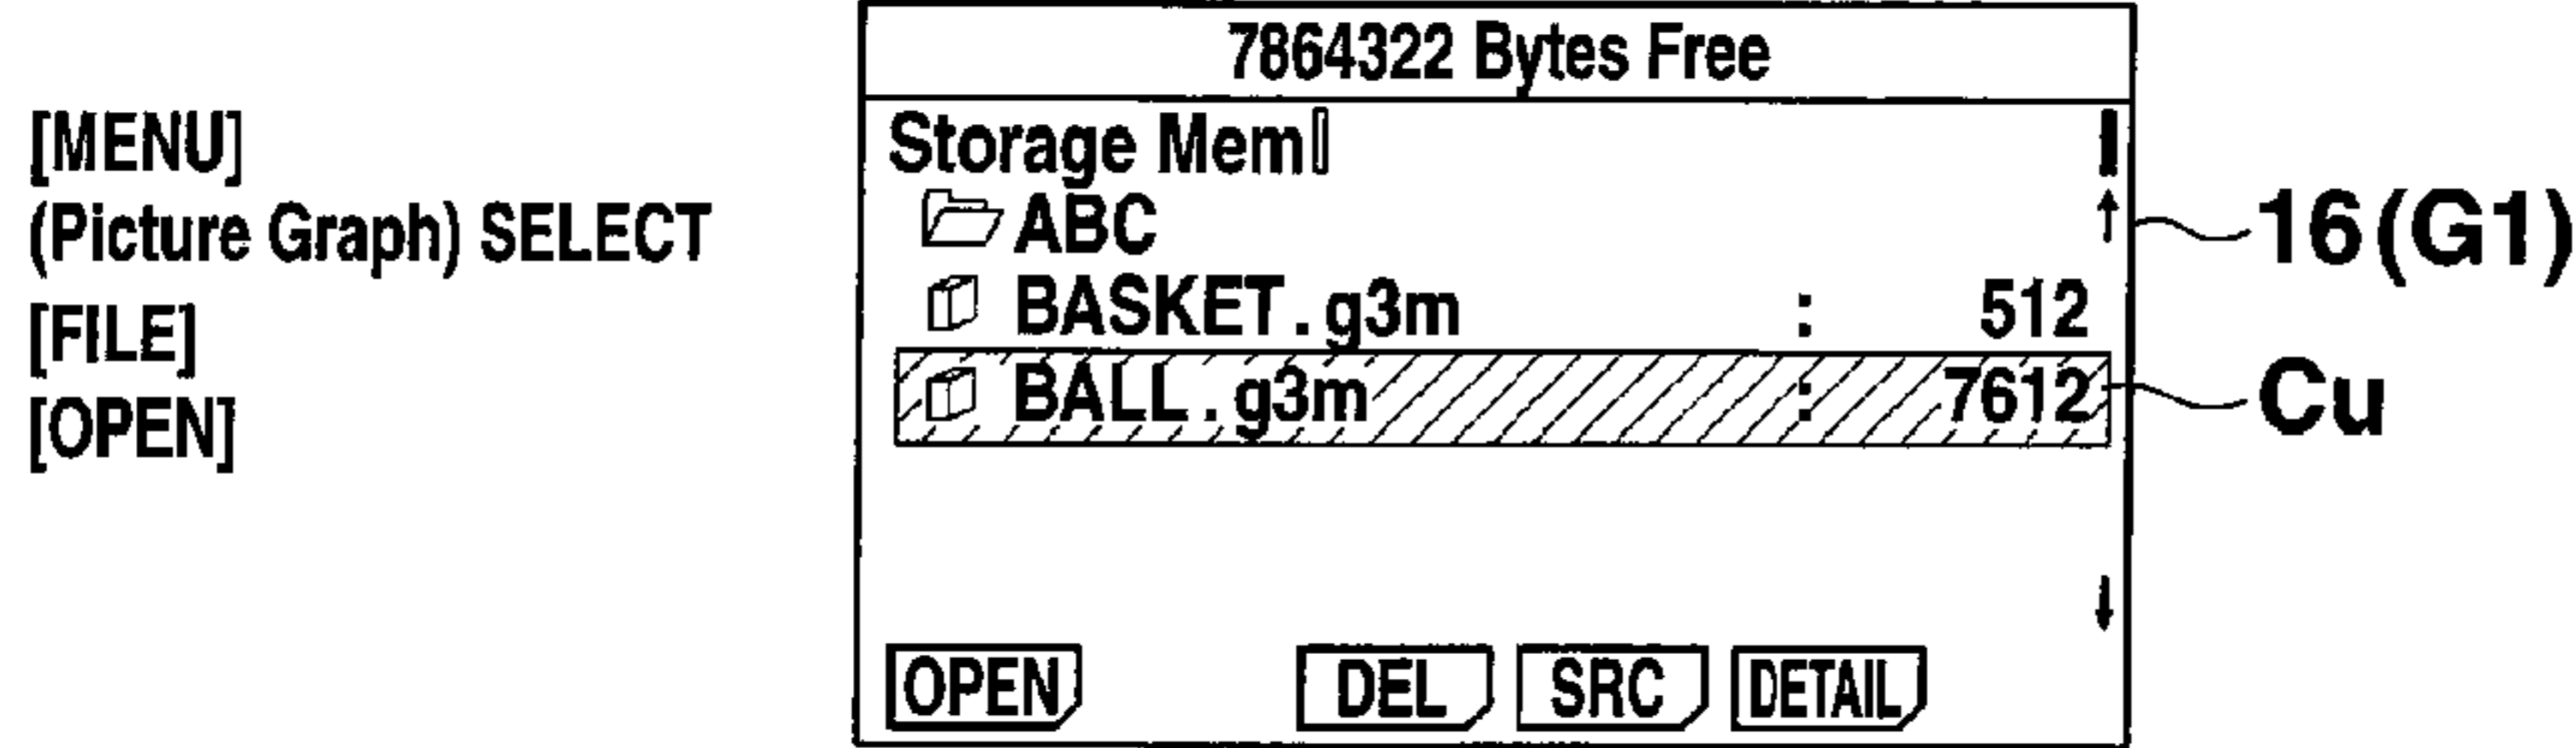 7864322 Bytes Free
[MENU]
(Picture Graph) SELECT
[FILE]
[OPEN]
Storage Mem
ABC
BASKET.g3m : 512
BALL.g3m : 7612
OPEN DEL SRC DETAIL
16(G1)
Cu